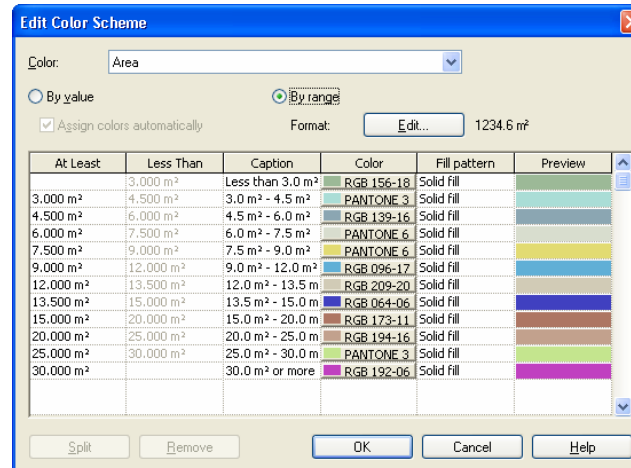 Edit Color Scheme
Color: Area
By value By range
Assign colors automatically Format: Edit... 1234.6 m²
At Least Less Than Caption Color Fill pattern Preview
3.000 m² Less than 3.0 m² RGB 156-18 Solid fill
3.000 m² 4.500 m² 3.0 m² - 4.5 m² PANTONE 3 Solid fill
4.500 m² 6.000 m² 4.5 m² - 6.0 m² RGB 139-16 Solid fill
6.000 m² 7.500 m² 6.0 m² - 7.5 m² PANTONE 6 Solid fill
7.500 m² 9.000 m² 7.5 m² - 9.0 m² PANTONE 6 Solid fill
9.000 m² 12.000 m² 9.0 m² - 12.0 m² RGB 096-17 Solid fill
12.000 m² 13.500 m² 12.0 m² - 13.5 m RGB 209-20 Solid fill
13.500 m² 15.000 m² 13.5 m² - 15.0 m RGB 064-06 Solid fill
15.000 m² 20.000 m² 15.0 m² - 20.0 m RGB 173-11 Solid fill
20.000 m² 25.000 m² 20.0 m² - 25.0 m RGB 194-16 Solid fill
25.000 m² 30.000 m² 25.0 m² - 30.0 m PANTONE 3 Solid fill
30.000 m² 30.0 m² or more RGB 192-06 Solid fill
Split Remove OK Cancel Help